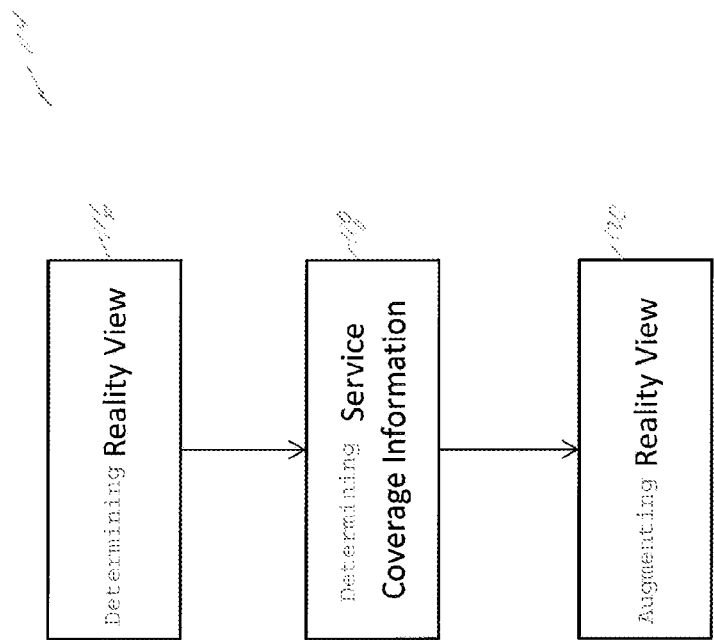 Determining Reality View
Determining Service
Coverage Information
Augmenting Reality View